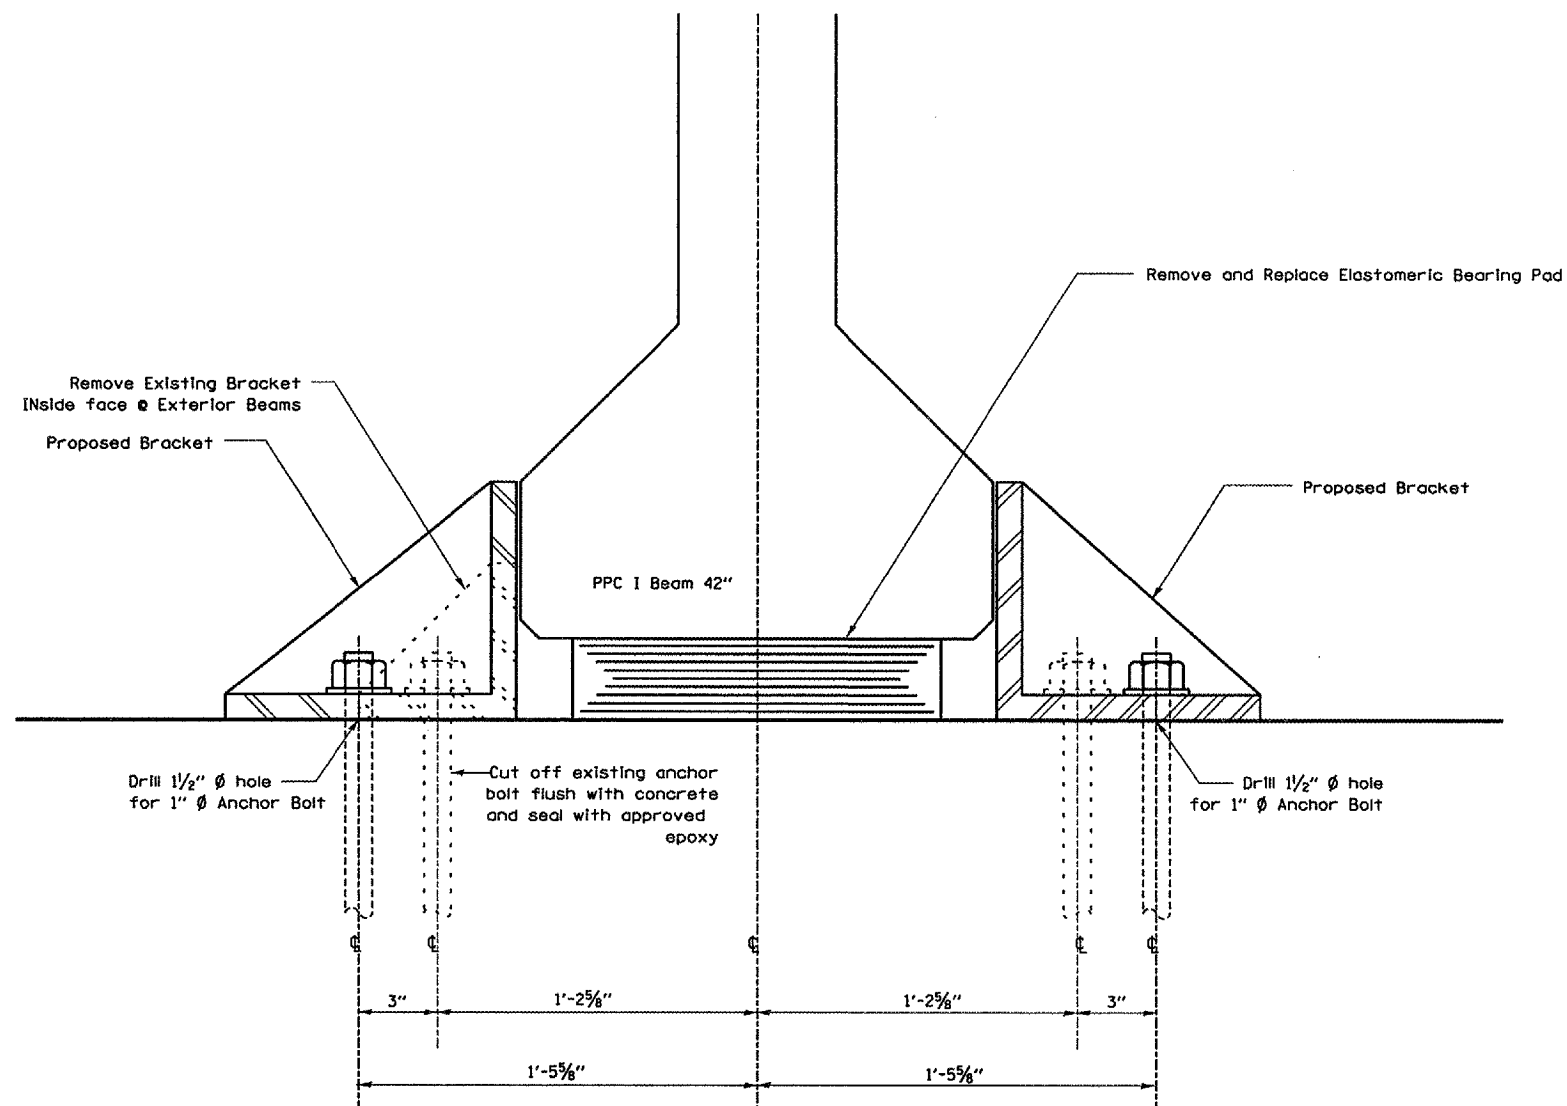 Remove and Replace Elastomeric Bearing Pad
Remove Existing Bracket
INside face @ Exterior Beams
Proposed Bracket
Proposed Bracket
PPC I Beam 42"
Drill 1½" Ø hole
for 1" Ø Anchor Bolt
Cut off existing anchor
bolt flush with concrete
and seal with approved
epoxy
Drill 1½" Ø hole
for 1" Ø Anchor Bolt
℄ ℄ ℄ ℄ ℄
3" 1'-2⅝" 1'-2⅝" 3"
1'-5⅝" 1'-5⅝"